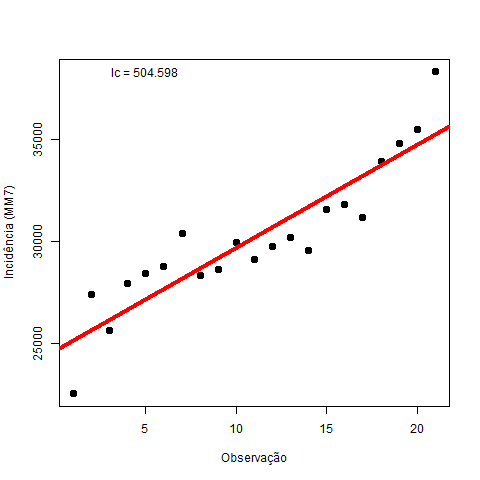 Ic = 504.598
Incidência (MM7)
35000
30000
25000
5 10 15 20
Observação